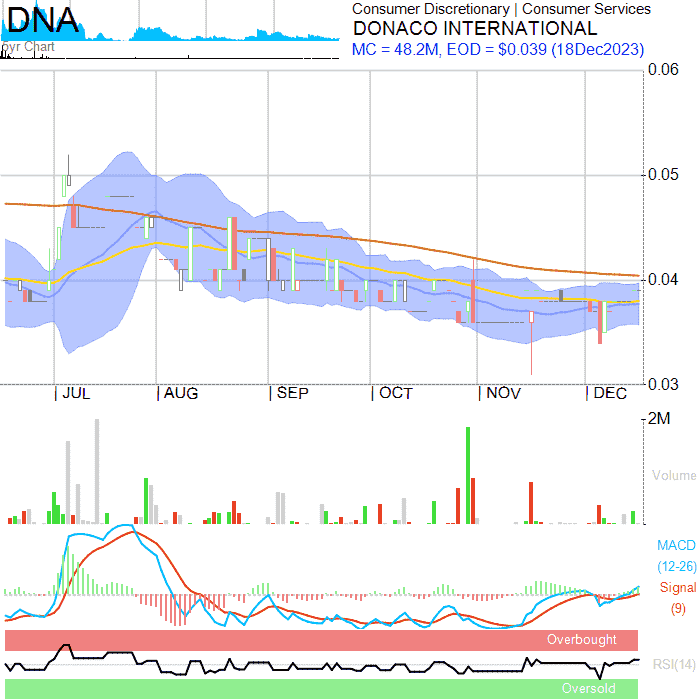 DNA
Consumer Discretionary | Consumer Services
DONACO INTERNATIONAL
MC = 48.2M, EOD = $0.039 (18Dec2023)
5yr Chart
0.06
0.05
0.04
0.03
JUL
AUG
SEP
OCT
NOV
DEC
2M
Volume
MACD
(12-26)
Signal
(9)
Overbought
RSI(14)
Oversold